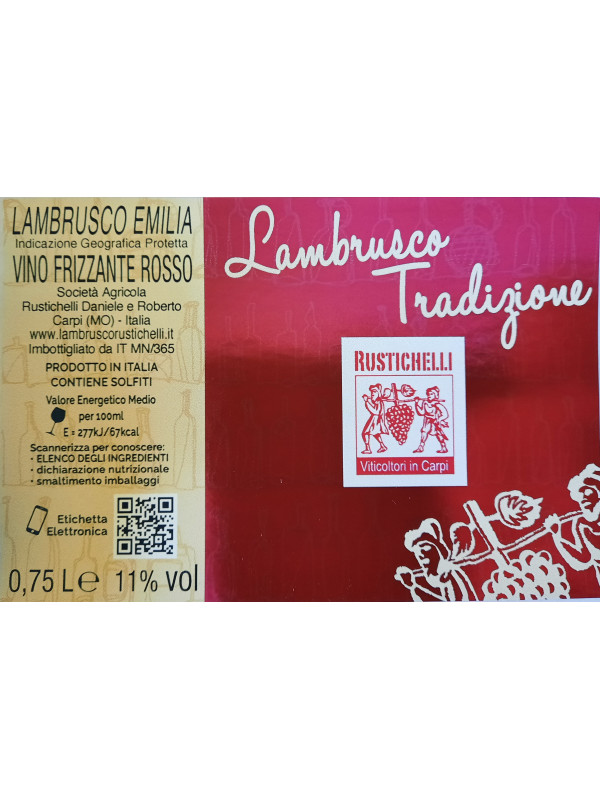 LAMBRUSCO EMILIA
Indicazione Geografica Protetta
VINO FRIZZANTE ROSSO
Società Agricola
Rustichelli Daniele e Roberto
Carpi (MO) - Italia
www.lambruscorustichelli.it
Imbottigliato da IT MN/365
PRODOTTO IN ITALIA
CONTIENE SOLFITI
Valore Energetico Medio
per 100ml
E = 277kJ/67kcal
Scannerizza per conoscere:
• ELENCO DEGLI INGREDIENTI
• dichiarazione nutrizionale
• smaltimento imballaggi
Etichetta
Elettronica
0,75 L e 11% vol
Lambrusco
Tradizione
RUSTICHELLI
Viticoltori in Carpi